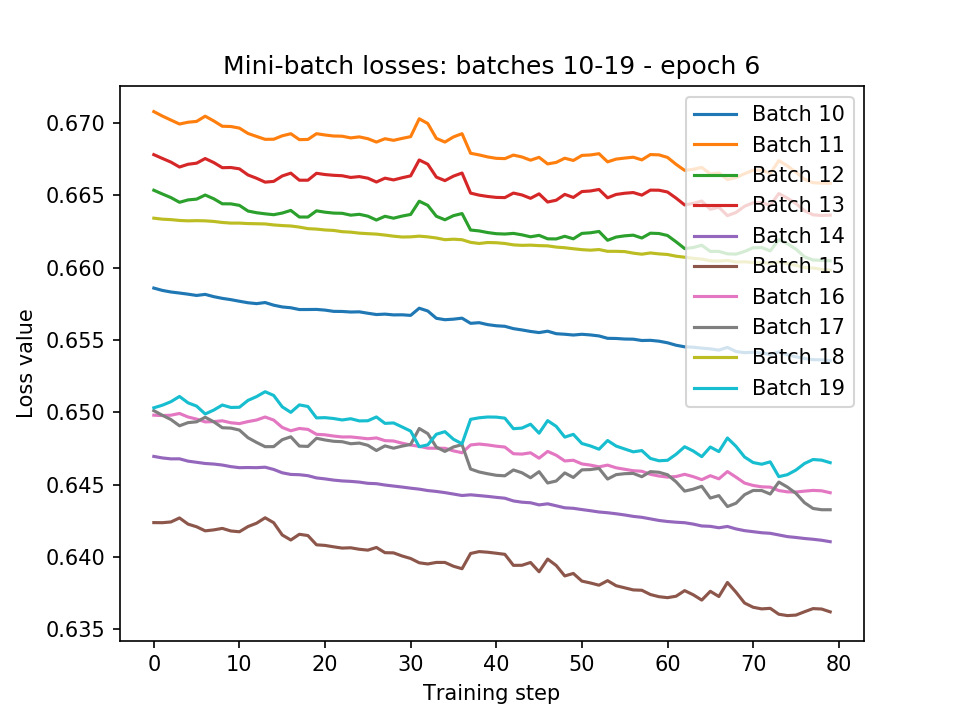 Mini-batch losses: batches 10-19 - epoch 6
0.670
0.665
0.660
0.655
0.650
0.645
0.640
0.635
Loss value
Batch 10
Batch 11
Batch 12
Batch 13
Batch 14
Batch 15
Batch 16
Batch 17
Batch 18
Batch 19
0 10 20 30 40 50 60 70 80
Training step